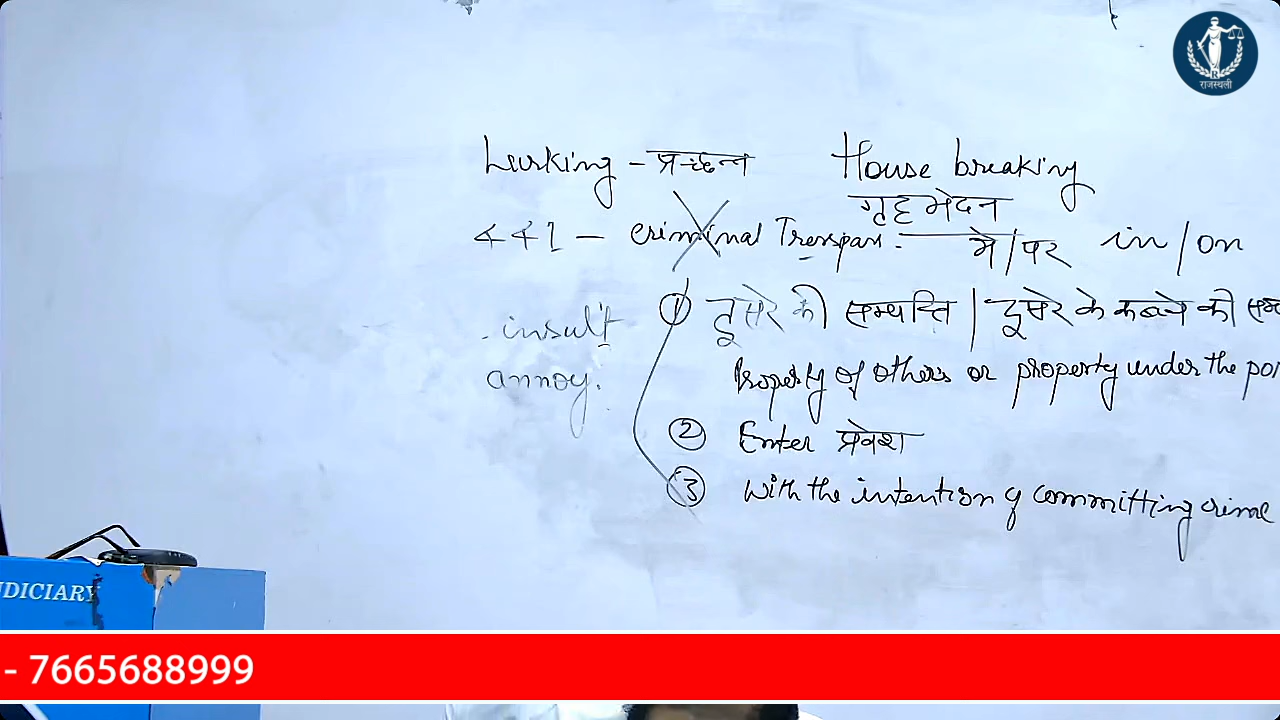 राजस्थली
Lurking - प्रच्छन्न House breaking
गृह भेदन
441 - criminal Trespass. मे/पर in/on
① दूसरे की सम्पत्ति | दूसरे के कब्जे की
- insult
Property of others or property under the
annoy.
② Enter प्रवेश
③ with the intention of committing crime
JDICIARY
- 7665688999